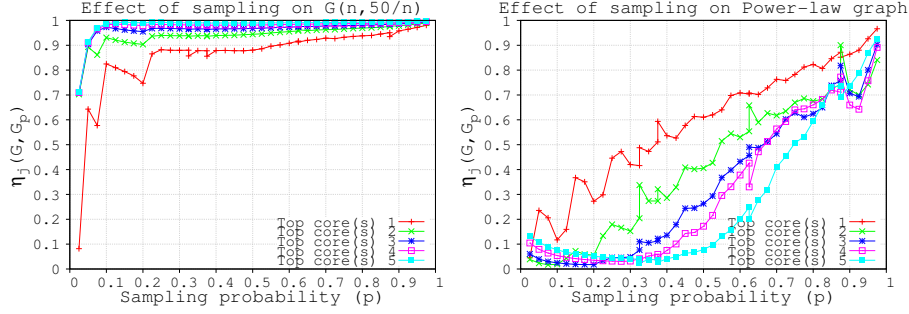 Effect of sampling on G(n,50/n)
1
0.9
0.8
0.7
0.6
0.5
0.4
0.3
0.2
0.1
0
η_j(G,G_p)
Top core(s) 1
Top core(s) 2
Top core(s) 3
Top core(s) 4
Top core(s) 5
0 0.1 0.2 0.3 0.4 0.5 0.6 0.7 0.8 0.9 1
Sampling probability (p)
Effect of sampling on Power-law graph
1
0.9
0.8
0.7
0.6
0.5
0.4
0.3
0.2
0.1
0
η_j(G,G_p)
Top core(s) 1
Top core(s) 2
Top core(s) 3
Top core(s) 4
Top core(s) 5
0 0.1 0.2 0.3 0.4 0.5 0.6 0.7 0.8 0.9 1
Sampling probability (p)